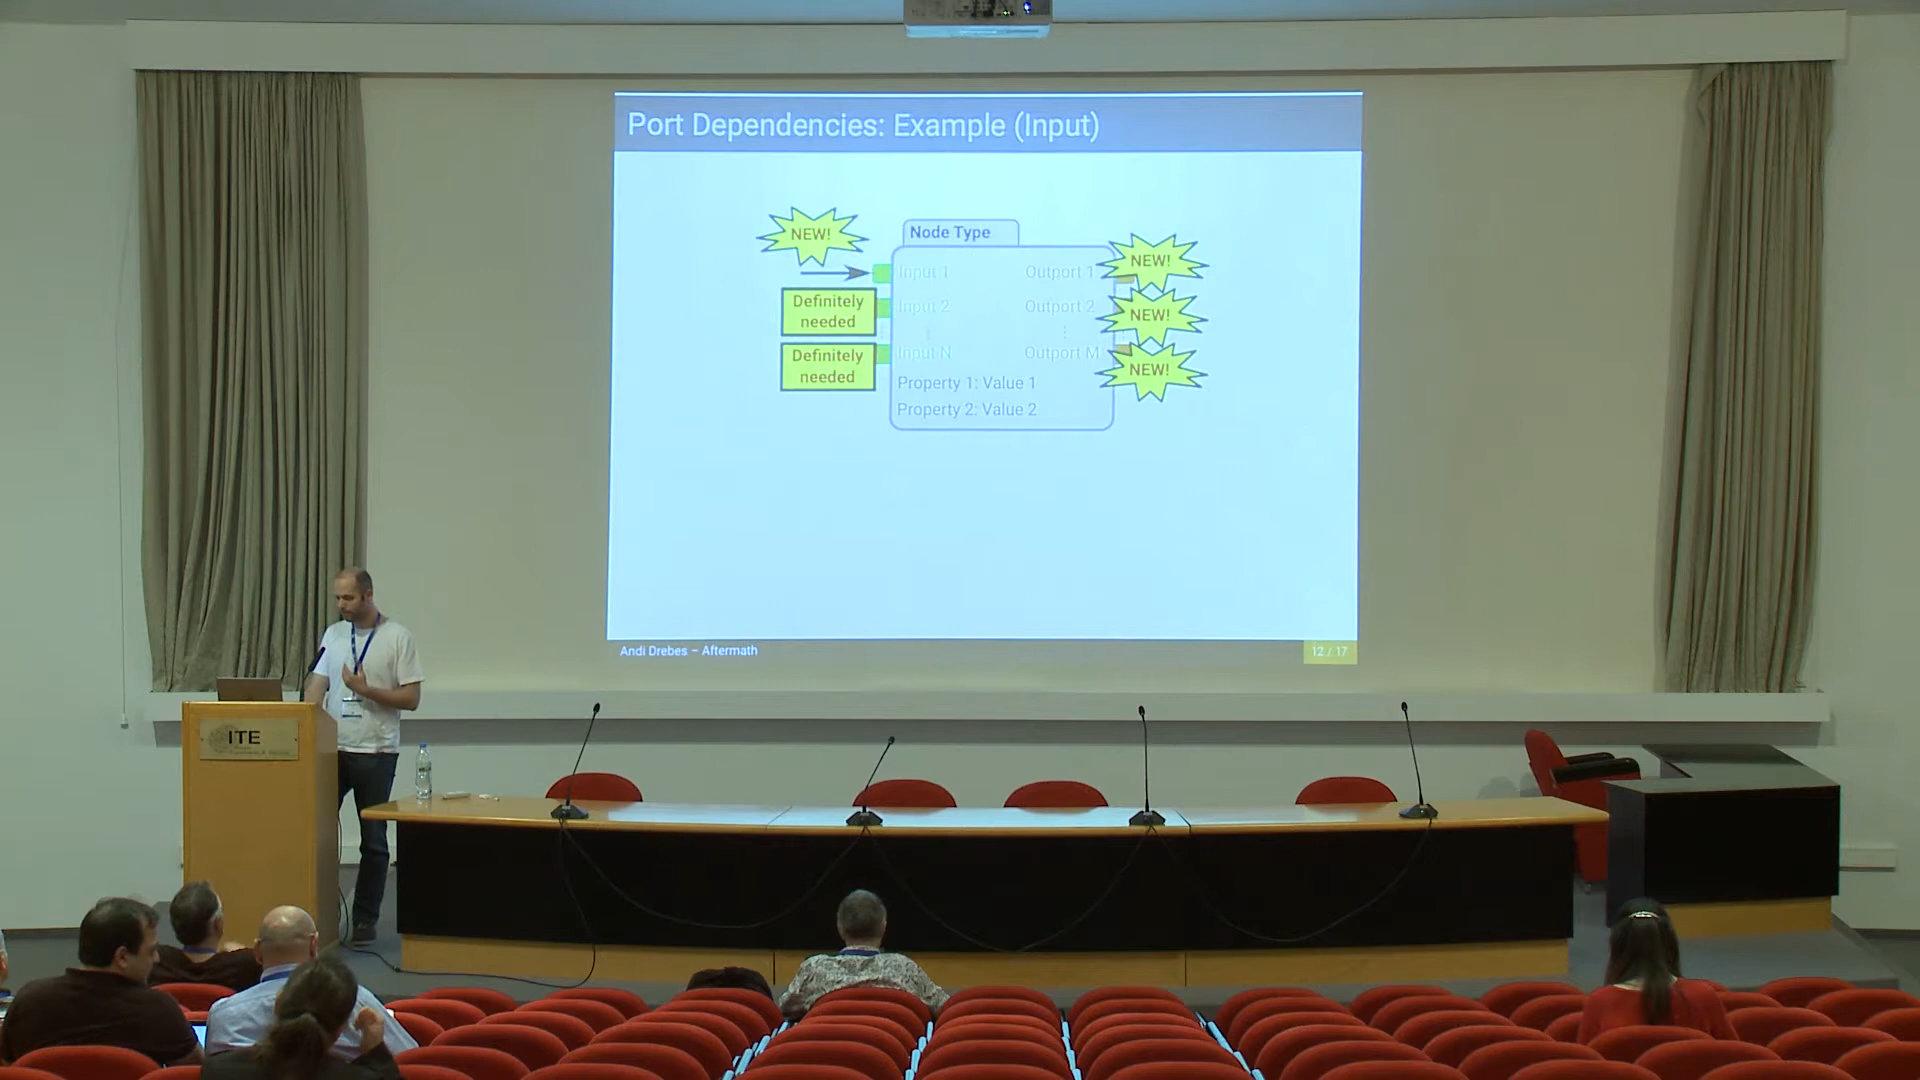 Port Dependencies: Example (Input)
NEW!
Node Type
Input 1
Outport 1
NEW!
Definitely
needed
Input 2
Outport 2
NEW!
Definitely
needed
Input N
Outport M
NEW!
Property 1: Value 1
Property 2: Value 2
Andi Drebes – Aftermath
12 / 17
ITE